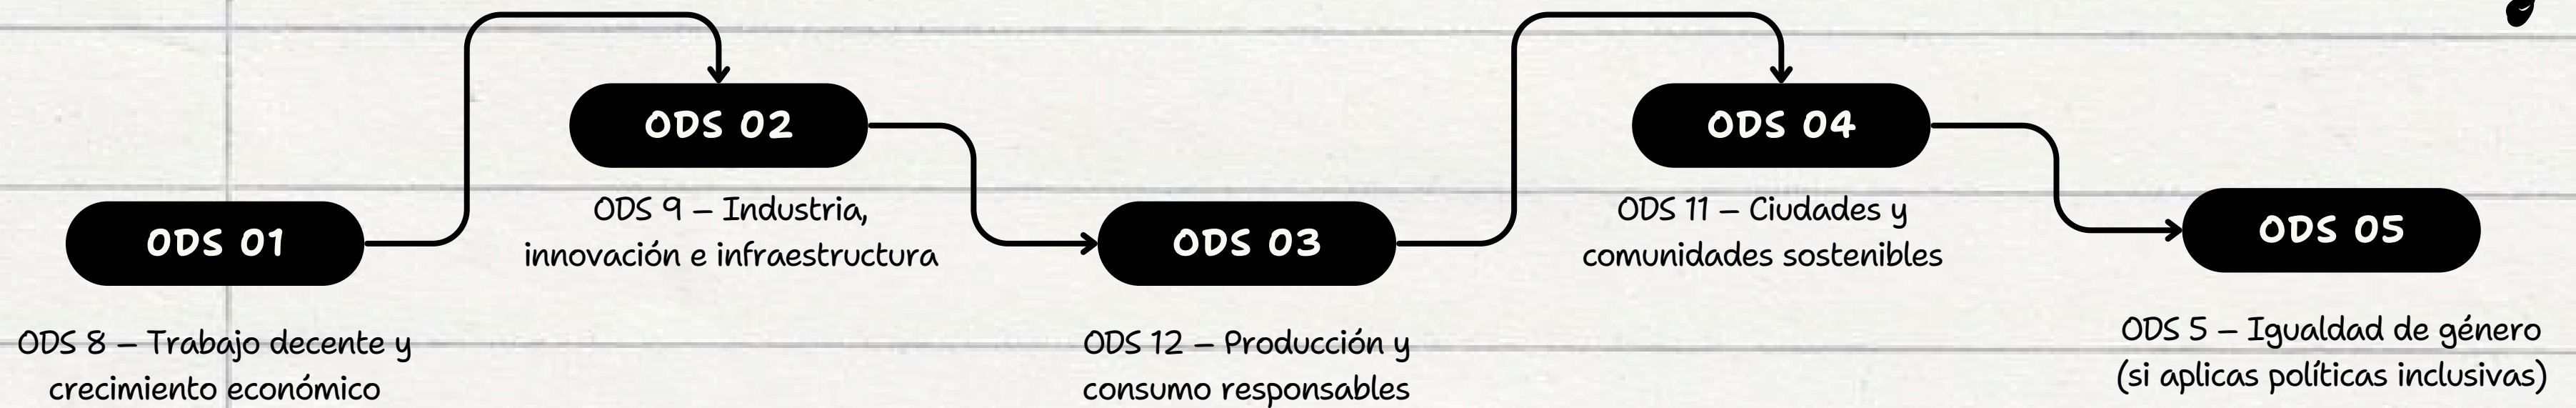 ODS 01
ODS 8 – Trabajo decente y
crecimiento económico
ODS 02
ODS 9 – Industria,
innovación e infraestructura
ODS 03
ODS 12 – Producción y
consumo responsables
ODS 04
ODS 11 – Ciudades y
comunidades sostenibles
ODS 05
ODS 5 – Igualdad de género
(si aplicas políticas inclusivas)